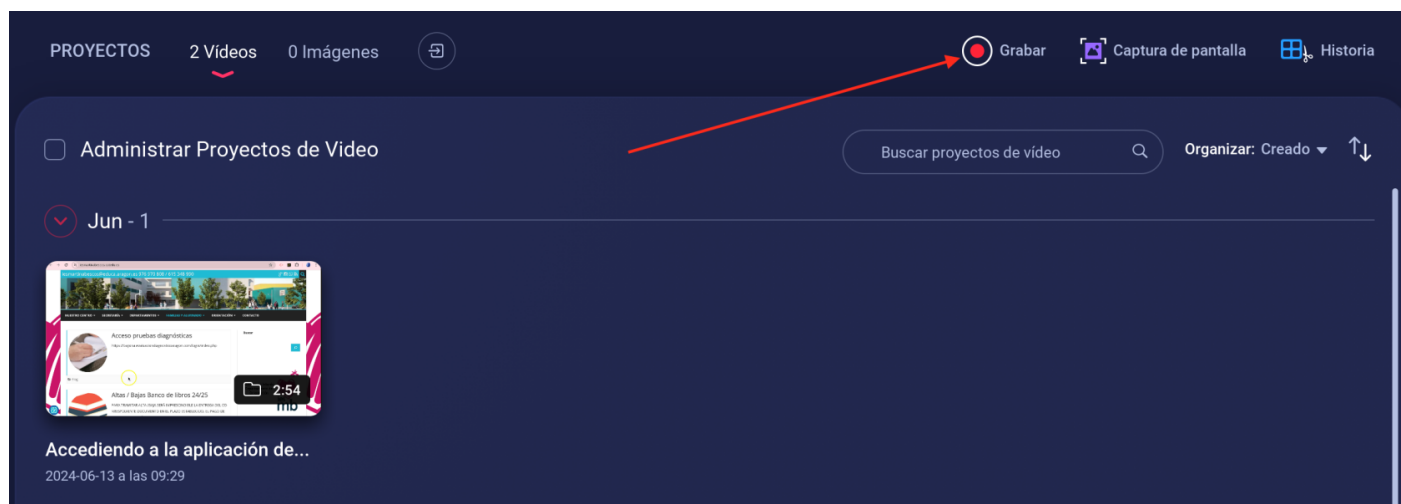 PROYECTOS 2 Vídeos 0 Imágenes Grabar Captura de pantalla Historia
Administrar Proyectos de Video
Buscar proyectos de vídeo Organizar: Creado
Jun - 1
Acceso pruebas diagnósticas
Altas / Bajas Banco de libros 24/25
2:54
Accediendo a la aplicación de...
2024-06-13 a las 09:29